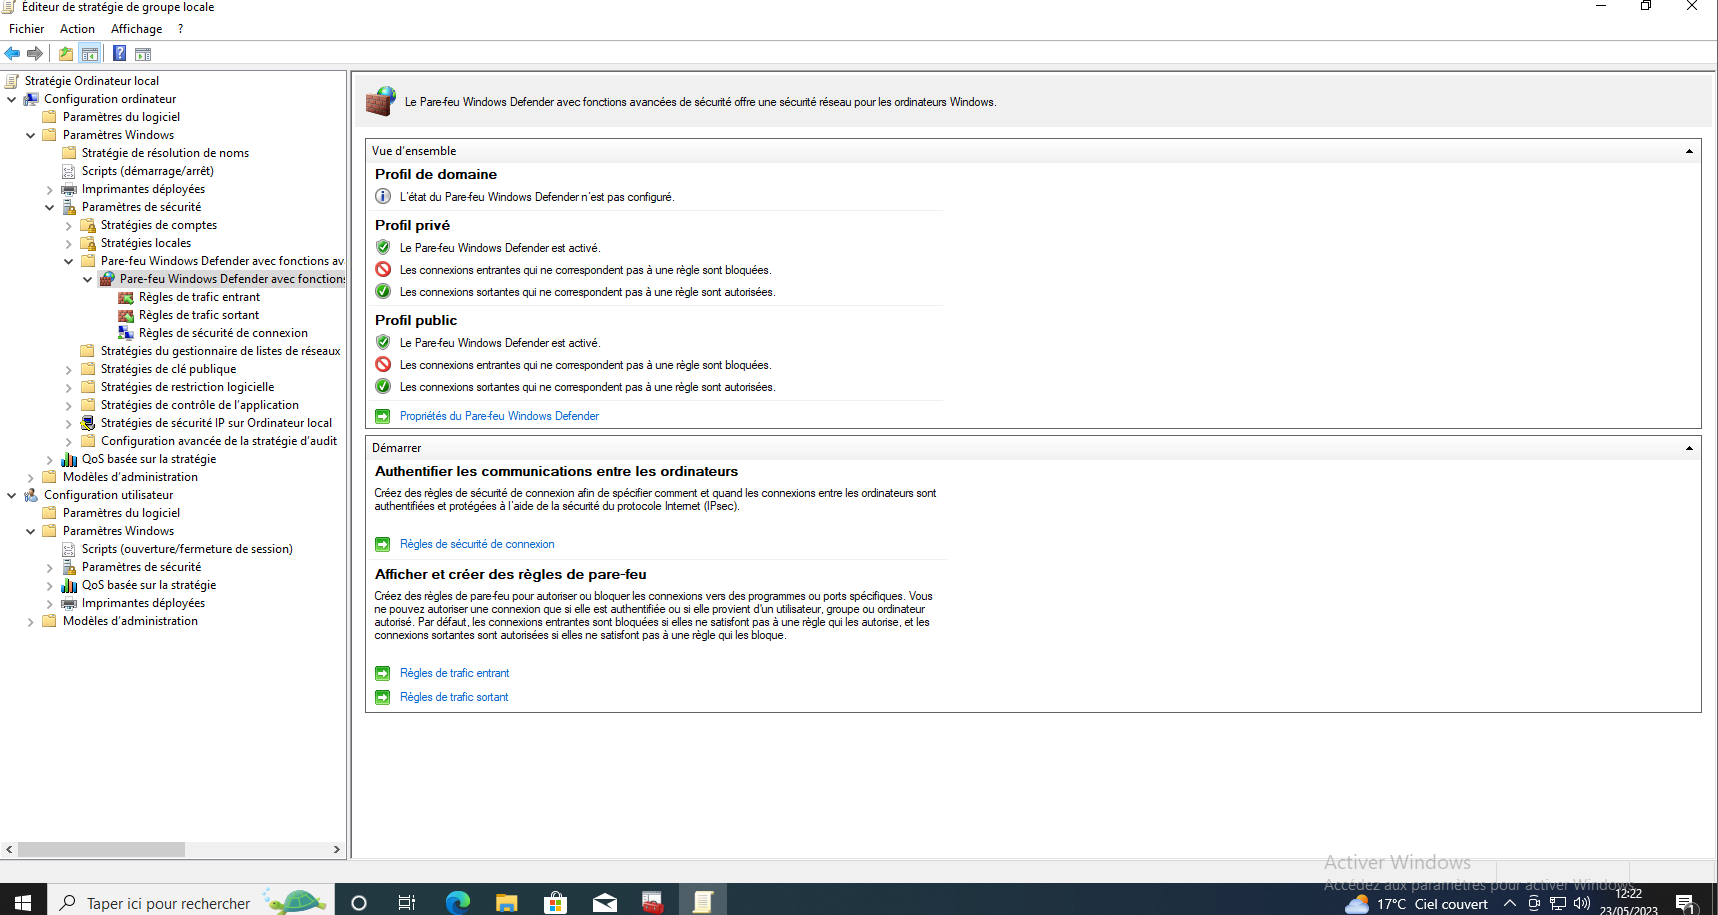 Éditeur de stratégie de groupe locale
Fichier Action Affichage ?
Stratégie Ordinateur local
Configuration ordinateur
Paramètres du logiciel
Paramètres Windows
Stratégie de résolution de noms
Scripts (démarrage/arrêt)
Imprimantes déployées
Paramètres de sécurité
Stratégies de comptes
Stratégies locales
Pare-feu Windows Defender avec fonctions av
Pare-feu Windows Defender avec fonctions
Règles de trafic entrant
Règles de trafic sortant
Règles de sécurité de connexion
Stratégies du gestionnaire de listes de réseaux
Stratégies de clé publique
Stratégies de restriction logicielle
Stratégies de contrôle de l'application
Stratégies de sécurité IP sur Ordinateur local
Configuration avancée de la stratégie d'audit
QoS basée sur la stratégie
Modèles d'administration
Configuration utilisateur
Paramètres du logiciel
Paramètres Windows
Scripts (ouverture/fermeture de session)
Paramètres de sécurité
QoS basée sur la stratégie
Imprimantes déployées
Modèles d'administration
Le Pare-feu Windows Defender avec fonctions avancées de sécurité offre une sécurité réseau pour les ordinateurs Windows.
Vue d'ensemble
Profil de domaine
L'état du Pare-feu Windows Defender n'est pas configuré.
Profil privé
Le Pare-feu Windows Defender est activé.
Les connexions entrantes qui ne correspondent pas à une règle sont bloquées.
Les connexions sortantes qui ne correspondent pas à une règle sont autorisées.
Profil public
Le Pare-feu Windows Defender est activé.
Les connexions entrantes qui ne correspondent pas à une règle sont bloquées.
Les connexions sortantes qui ne correspondent pas à une règle sont autorisées.
Propriétés du Pare-feu Windows Defender
Démarrer
Authentifier les communications entre les ordinateurs
Créez des règles de sécurité de connexion afin de spécifier comment et quand les connexions entre les ordinateurs sont
authentifiées et protégées à l'aide de la sécurité du protocole Internet (IPsec).
Règles de sécurité de connexion
Afficher et créer des règles de pare-feu
Créez des règles de pare-feu pour autoriser ou bloquer les connexions vers des programmes ou ports spécifiques. Vous
ne pouvez autoriser une connexion que si elle est authentifiée ou si elle provient d'un utilisateur, groupe ou ordinateur
autorisé. Par défaut, les connexions entrantes sont bloquées si elles ne satisfont pas à une règle qui les autorise, et les
connexions sortantes sont autorisées si elles ne satisfont pas à une règle qui les bloque.
Règles de trafic entrant
Règles de trafic sortant
Activer Windows
Accédez aux paramètres pour activer Windows.
Taper ici pour rechercher
17°C Ciel couvert
12:22
23/05/2023
1